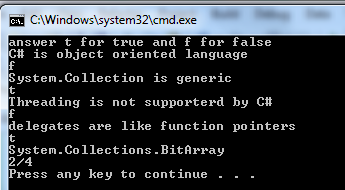 C:\Windows\system32\cmd.exe
answer t for true and f for false
C# is object oriented language
f
System.Collection is generic
t
Threading is not supporterd by C#
f
delegates are like function pointers
t
System.Collections.BitArray
2/4
Press any key to continue . . .